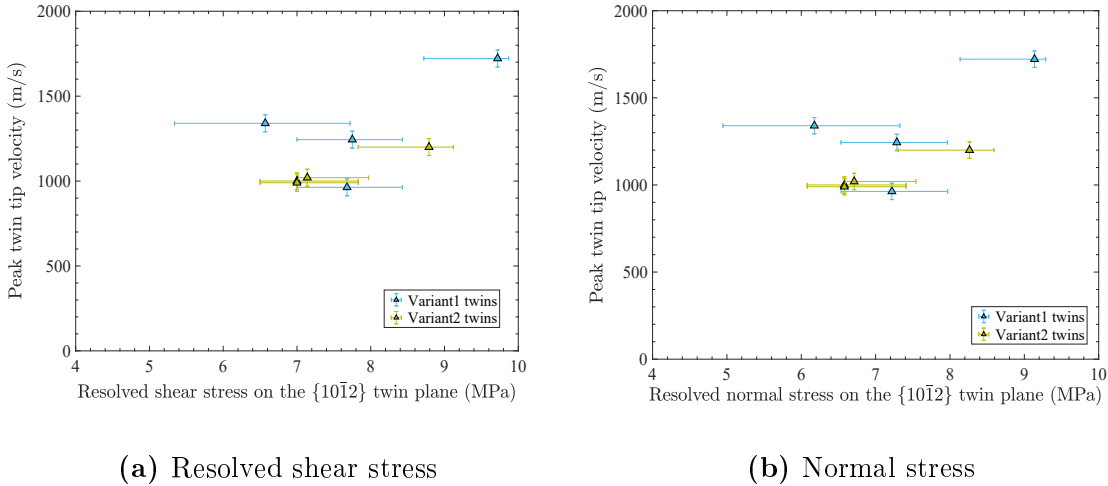 2000
1500
1000
500
0
4 5 6 7 8 9 10
Peak twin tip velocity (m/s)
Resolved shear stress on the {101̄2} twin plane (MPa)
Variant1 twins
Variant2 twins
(a) Resolved shear stress
2000
1500
1000
500
0
4 5 6 7 8 9 10
Peak twin tip velocity (m/s)
Resolved normal stress on the {101̄2} twin plane (MPa)
Variant1 twins
Variant2 twins
(b) Normal stress